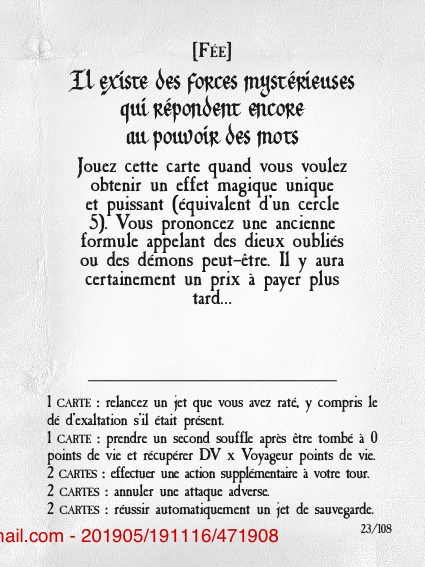 [Fée]
Il existe des forces mystérieuses
qui répondent encore
au pouvoir des mots
Jouez cette carte quand vous voulez
obtenir un effet magique unique
et puissant (équivalent d'un cercle
5). Vous prononcez une ancienne
formule appelant des dieux oubliés
ou des démons peut-être. Il y aura
certainement un prix à payer plus
tard...
1 CARTE : relancez un jet que vous avez raté, y compris le
dé d'exaltation s'il était présent.
1 CARTE : prendre un second souffle après être tombé à 0
points de vie et récupérer DV x Voyageur points de vie.
2 CARTES : effectuer une action supplémentaire à votre tour.
2 CARTES : annuler une attaque adverse.
2 CARTES : réussir automatiquement un jet de sauvegarde.
23/108
mail.com - 201905/191116/471908